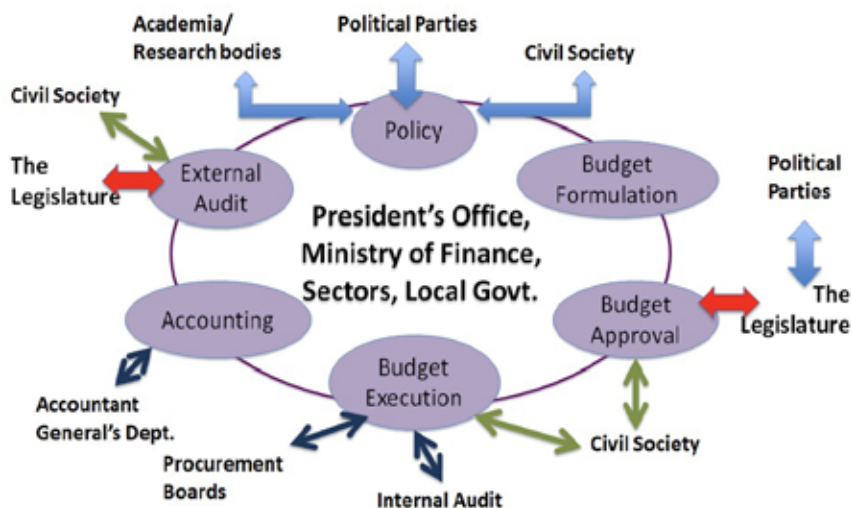 Academia/
Research bodies
Political Parties
Civil Society
Civil Society
Policy
The
Legislature
External
Audit
Budget
Formulation
Political
Parties
President's Office,
Ministry of Finance,
Sectors, Local Govt.
Accounting
Budget
Approval
The
Legislature
Budget
Execution
Accountant
General's Dept.
Civil Society
Procurement
Boards
Internal Audit